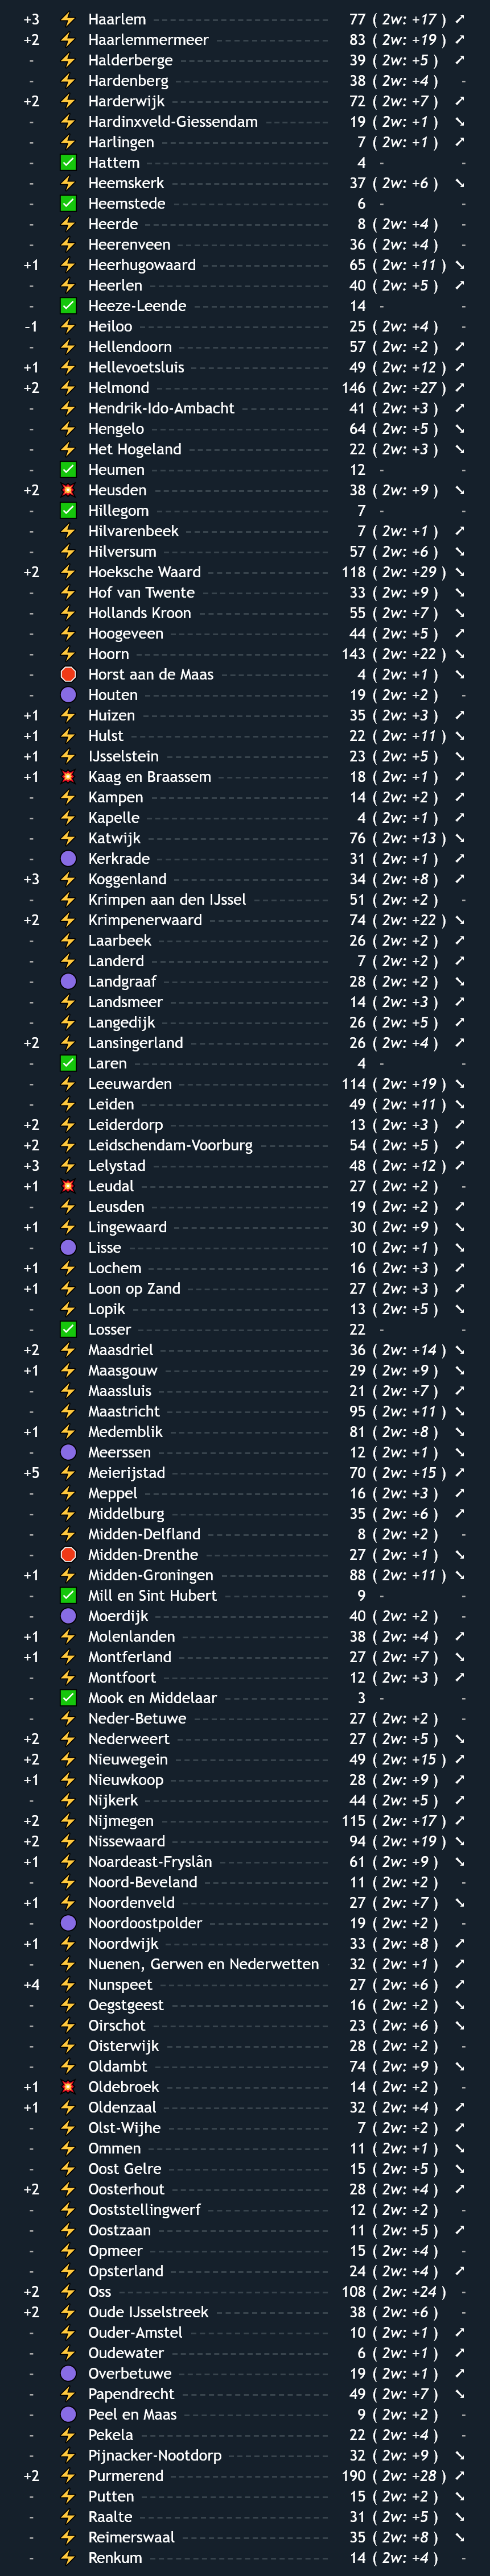 +3 ⚡ Haarlem 77 ( 2w: +17 ) ⤤
+2 ⚡ Haarlemmermeer 83 ( 2w: +19 ) ⤤
- ⚡ Halderberge 39 ( 2w: +5 ) ⤤
- ⚡ Hardenberg 38 ( 2w: +4 ) -
+2 ⚡ Harderwijk 72 ( 2w: +7 ) ⤤
- ⚡ Hardinxveld-Giessendam 19 ( 2w: +1 ) ⤥
- ⚡ Harlingen 7 ( 2w: +1 ) ⤤
- ✅ Hattem 4 - -
- ⚡ Heemskerk 37 ( 2w: +6 ) ⤥
- ✅ Heemstede 6 - -
- ⚡ Heerde 8 ( 2w: +4 ) -
- ⚡ Heerenveen 36 ( 2w: +4 ) -
+1 ⚡ Heerhugowaard 65 ( 2w: +11 ) ⤥
- ⚡ Heerlen 40 ( 2w: +5 ) ⤤
- ✅ Heeze-Leende 14 - -
-1 ⚡ Heiloo 25 ( 2w: +4 ) -
- ⚡ Hellendoorn 57 ( 2w: +2 ) ⤤
+1 ⚡ Hellevoetsluis 49 ( 2w: +12 ) ⤤
+2 ⚡ Helmond 146 ( 2w: +27 ) ⤤
- ⚡ Hendrik-Ido-Ambacht 41 ( 2w: +3 ) ⤤
- ⚡ Hengelo 64 ( 2w: +5 ) ⤥
- ⚡ Het Hogeland 22 ( 2w: +3 ) ⤥
- ✅ Heumen 12 - -
+2 💥 Heusden 38 ( 2w: +9 ) ⤥
- ✅ Hillegom 7 - -
- ⚡ Hilvarenbeek 7 ( 2w: +1 ) ⤤
- ⚡ Hilversum 57 ( 2w: +6 ) ⤥
+2 ⚡ Hoeksche Waard 118 ( 2w: +29 ) ⤥
- ⚡ Hof van Twente 33 ( 2w: +9 ) ⤥
- ⚡ Hollands Kroon 55 ( 2w: +7 ) ⤥
- ⚡ Hoogeveen 44 ( 2w: +5 ) ⤤
- ⚡ Hoorn 143 ( 2w: +22 ) ⤥
- 🛑 Horst aan de Maas 4 ( 2w: +1 ) ⤥
- 🟣 Houten 19 ( 2w: +2 ) -
+1 ⚡ Huizen 35 ( 2w: +3 ) ⤤
+1 ⚡ Hulst 22 ( 2w: +11 ) ⤥
+1 ⚡ IJsselstein 23 ( 2w: +5 ) ⤥
+1 💥 Kaag en Braassem 18 ( 2w: +1 ) ⤤
- ⚡ Kampen 14 ( 2w: +2 ) ⤤
- ⚡ Kapelle 4 ( 2w: +1 ) ⤤
- ⚡ Katwijk 76 ( 2w: +13 ) ⤥
- 🟣 Kerkrade 31 ( 2w: +1 ) ⤤
+3 ⚡ Koggenland 34 ( 2w: +8 ) ⤤
- ⚡ Krimpen aan den IJssel 51 ( 2w: +2 ) -
+2 ⚡ Krimpenerwaard 74 ( 2w: +22 ) ⤥
- ⚡ Laarbeek 26 ( 2w: +2 ) ⤤
- ⚡ Landerd 7 ( 2w: +2 ) ⤤
- 🟣 Landgraaf 28 ( 2w: +2 ) ⤥
- ⚡ Landsmeer 14 ( 2w: +3 ) ⤤
- ⚡ Langedijk 26 ( 2w: +5 ) ⤤
+2 ⚡ Lansingerland 26 ( 2w: +4 ) ⤤
- ✅ Laren 4 - -
- ⚡ Leeuwarden 114 ( 2w: +19 ) ⤥
- ⚡ Leiden 49 ( 2w: +11 ) ⤥
+2 ⚡ Leiderdorp 13 ( 2w: +3 ) ⤤
+2 ⚡ Leidschendam-Voorburg 54 ( 2w: +5 ) ⤤
+3 ⚡ Lelystad 48 ( 2w: +12 ) ⤤
+1 💥 Leudal 27 ( 2w: +2 ) -
- ⚡ Leusden 19 ( 2w: +2 ) ⤤
+1 ⚡ Lingewaard 30 ( 2w: +9 ) ⤥
- 🟣 Lisse 10 ( 2w: +1 ) ⤥
+1 ⚡ Lochem 16 ( 2w: +3 ) ⤤
+1 ⚡ Loon op Zand 27 ( 2w: +3 ) ⤤
- ⚡ Lopik 13 ( 2w: +5 ) ⤥
- ✅ Losser 22 - -
+2 ⚡ Maasdriel 36 ( 2w: +14 ) ⤥
+1 ⚡ Maasgouw 29 ( 2w: +9 ) ⤥
- ⚡ Maassluis 21 ( 2w: +7 ) ⤤
- ⚡ Maastricht 95 ( 2w: +11 ) ⤥
+1 ⚡ Medemblik 81 ( 2w: +8 ) ⤥
- 🟣 Meerssen 12 ( 2w: +1 ) ⤥
+5 ⚡ Meierijstad 70 ( 2w: +15 ) ⤤
- ⚡ Meppel 16 ( 2w: +3 ) ⤤
- ⚡ Middelburg 35 ( 2w: +6 ) ⤤
- ⚡ Midden-Delfland 8 ( 2w: +2 ) -
- 🛑 Midden-Drenthe 27 ( 2w: +1 ) ⤥
+1 ⚡ Midden-Groningen 88 ( 2w: +11 ) ⤥
- ✅ Mill en Sint Hubert 9 - -
- 🟣 Moerdijk 40 ( 2w: +2 ) -
+1 ⚡ Molenlanden 38 ( 2w: +4 ) ⤤
+1 ⚡ Montferland 27 ( 2w: +7 ) ⤥
- ⚡ Montfoort 12 ( 2w: +3 ) ⤤
- ✅ Mook en Middelaar 3 - -
- ⚡ Neder-Betuwe 27 ( 2w: +2 ) -
+2 ⚡ Nederweert 27 ( 2w: +5 ) ⤥
+2 ⚡ Nieuwegein 49 ( 2w: +15 ) ⤤
+1 ⚡ Nieuwkoop 28 ( 2w: +9 ) ⤤
- ⚡ Nijkerk 44 ( 2w: +5 ) ⤤
+2 ⚡ Nijmegen 115 ( 2w: +17 ) ⤤
+2 ⚡ Nissewaard 94 ( 2w: +19 ) ⤥
+1 ⚡ Noardeast-Fryslân 61 ( 2w: +9 ) ⤥
- ⚡ Noord-Beveland 11 ( 2w: +2 ) -
+1 ⚡ Noordenveld 27 ( 2w: +7 ) ⤥
- 🟣 Noordoostpolder 19 ( 2w: +2 ) -
+1 ⚡ Noordwijk 33 ( 2w: +8 ) ⤤
- ⚡ Nuenen, Gerwen en Nederwetten 32 ( 2w: +1 ) ⤤
+4 ⚡ Nunspeet 27 ( 2w: +6 ) ⤤
- ⚡ Oegstgeest 16 ( 2w: +2 ) ⤥
- ⚡ Oirschot 23 ( 2w: +6 ) ⤥
- ⚡ Oisterwijk 28 ( 2w: +2 ) -
- ⚡ Oldambt 74 ( 2w: +9 ) ⤥
+1 💥 Oldebroek 14 ( 2w: +2 ) -
+1 ⚡ Oldenzaal 32 ( 2w: +4 ) ⤤
- ⚡ Olst-Wijhe 7 ( 2w: +2 ) ⤤
- ⚡ Ommen 11 ( 2w: +1 ) ⤥
- ⚡ Oost Gelre 15 ( 2w: +5 ) ⤥
+2 ⚡ Oosterhout 28 ( 2w: +4 ) ⤤
- ⚡ Ooststellingwerf 12 ( 2w: +2 ) -
- ⚡ Oostzaan 11 ( 2w: +5 ) ⤤
- ⚡ Opmeer 15 ( 2w: +4 ) -
- ⚡ Opsterland 24 ( 2w: +4 ) ⤤
+2 ⚡ Oss 108 ( 2w: +24 ) -
+2 ⚡ Oude IJsselstreek 38 ( 2w: +6 ) -
- ⚡ Ouder-Amstel 10 ( 2w: +1 ) ⤤
- ⚡ Oudewater 6 ( 2w: +1 ) ⤤
- 🟣 Overbetuwe 19 ( 2w: +1 ) ⤤
- ⚡ Papendrecht 49 ( 2w: +7 ) ⤥
- 🟣 Peel en Maas 9 ( 2w: +2 ) -
- ⚡ Pekela 22 ( 2w: +4 ) -
- ⚡ Pijnacker-Nootdorp 32 ( 2w: +9 ) ⤥
+2 ⚡ Purmerend 190 ( 2w: +28 ) ⤤
- ⚡ Putten 15 ( 2w: +2 ) ⤥
- ⚡ Raalte 31 ( 2w: +5 ) ⤥
- ⚡ Reimerswaal 35 ( 2w: +8 ) ⤥
- ⚡ Renkum 14 ( 2w: +4 ) -